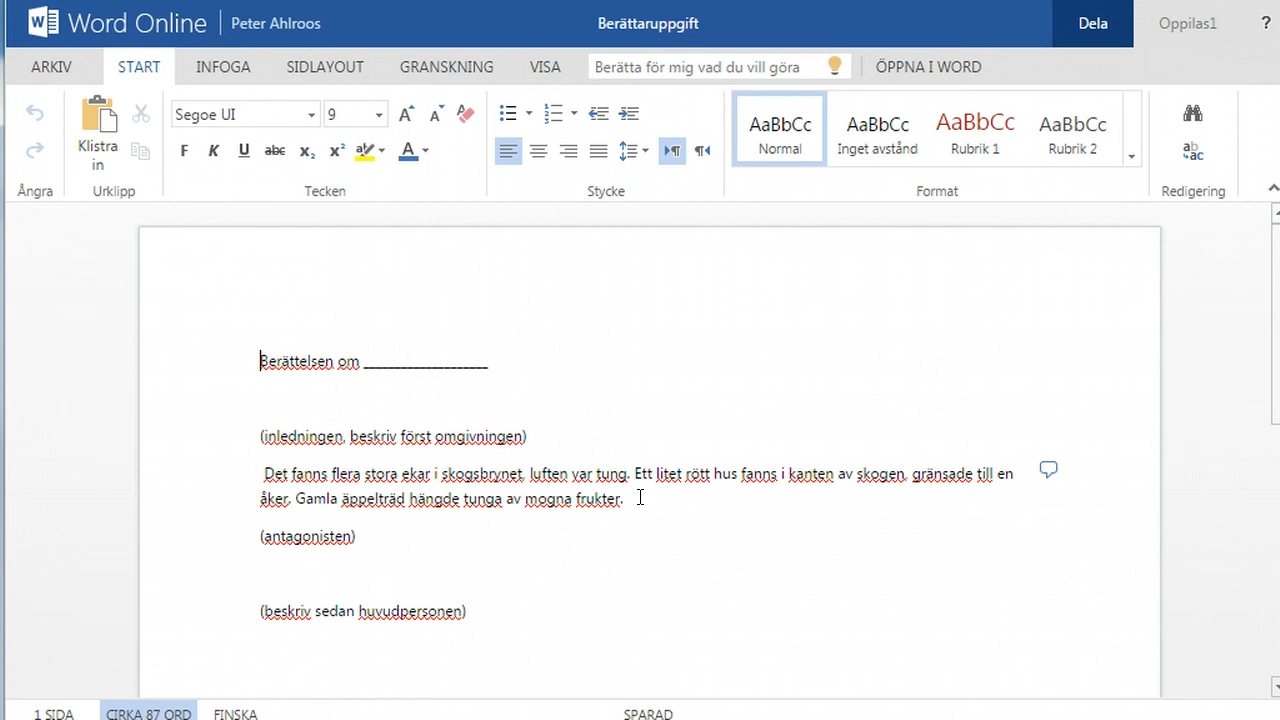 Word Online Peter Ahlroos Berättaruppgift Dela Oppilas1 ?
ARKIV START INFOGA SIDLAYOUT GRANSKNING VISA Berätta för mig vad du vill göra ÖPPNA I WORD
Klistra in
Segoe UI 9
F K U abc x₂ x² A
AaBbCc AaBbCc AaBbCc AaBbCc
Normal Inget avstånd Rubrik 1 Rubrik 2
Ångra Urklipp Tecken Stycke Format Redigering
Berättelsen om ___________________
(inledningen, beskriv först omgivningen)
Det fanns flera stora ekar i skogsbrynet, luften var tung. Ett litet rött hus fanns i kanten av skogen, gränsade till en
åker. Gamla äppelträd hängde tunga av mogna frukter.
(antagonisten)
(beskriv sedan huvudpersonen)
1 SIDA CIRKA 87 ORD FINSKA SPARAD